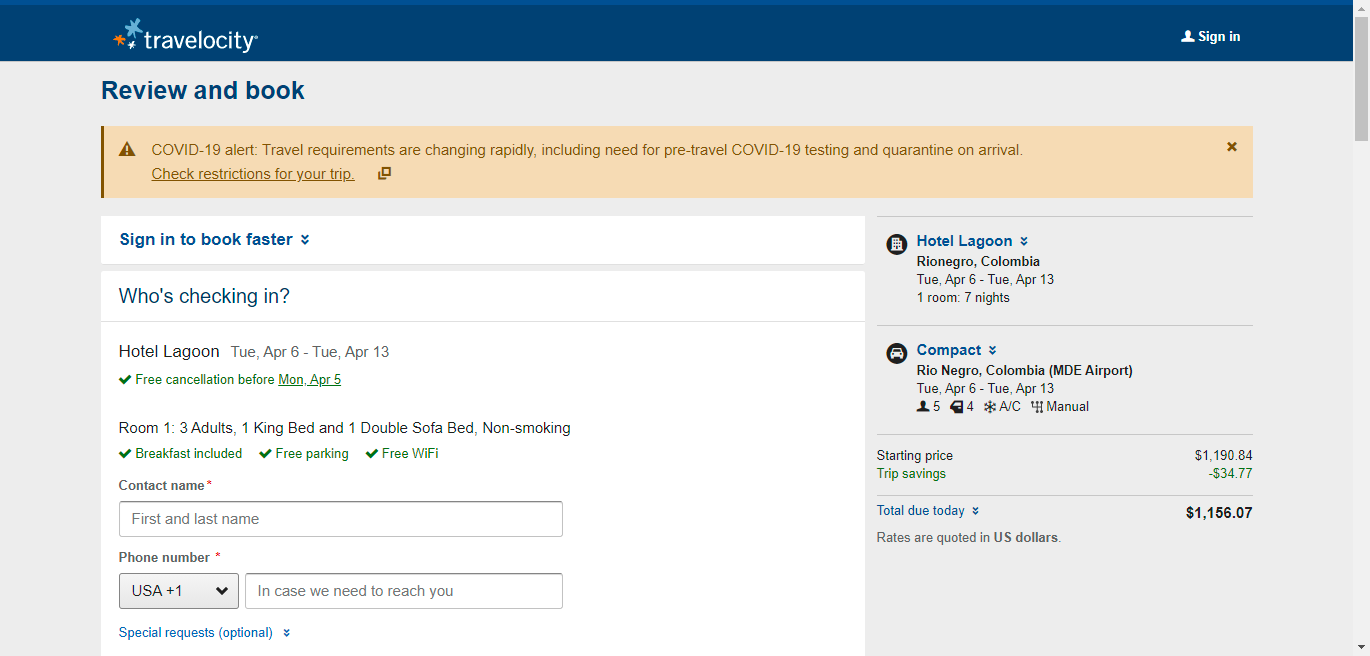 travelocity
Sign in
Review and book
COVID-19 alert: Travel requirements are changing rapidly, including need for pre-travel COVID-19 testing and quarantine on arrival.
Check restrictions for your trip.
Sign in to book faster
Who's checking in?
Hotel Lagoon Tue, Apr 6 - Tue, Apr 13
Free cancellation before Mon, Apr 5
Room 1: 3 Adults, 1 King Bed and 1 Double Sofa Bed, Non-smoking
Breakfast included Free parking Free WiFi
Contact name*
First and last name
Phone number *
USA +1 In case we need to reach you
Special requests (optional)
Hotel Lagoon
Rionegro, Colombia
Tue, Apr 6 - Tue, Apr 13
1 room: 7 nights
Compact
Rio Negro, Colombia (MDE Airport)
Tue, Apr 6 - Tue, Apr 13
5 4 A/C Manual
Starting price $1,190.84
Trip savings -$34.77
Total due today $1,156.07
Rates are quoted in US dollars.